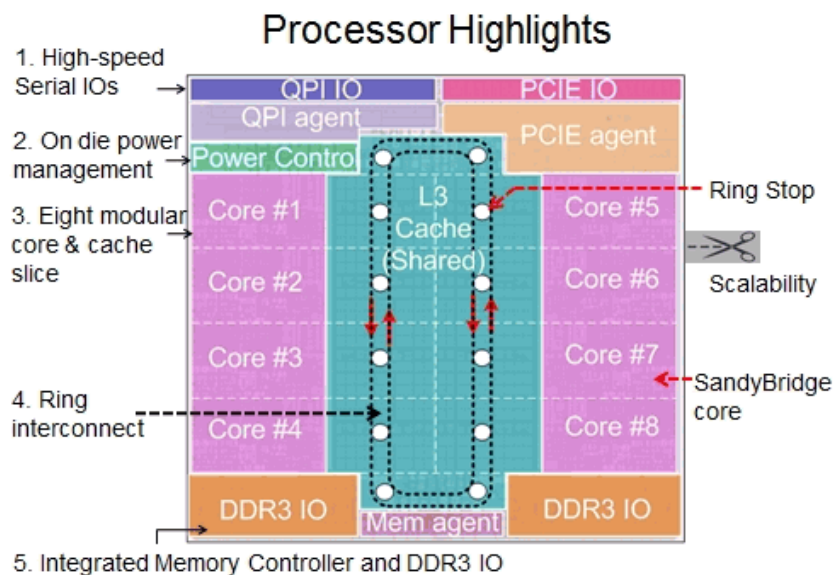 Processor Highlights
1. High-speed
Serial IOs
QPI IO
PCIE IO
QPI agent
PCIE agent
2. On die power
management
Power Control
3. Eight modular
core & cache
slice
Core #1
L3
Cache
(Shared)
Core #5
Ring Stop
Core #2
Core #6
Scalability
Core #3
Core #7
SandyBridge
core
4. Ring
interconnect
Core #4
Core #8
DDR3 IO
Mem agent
DDR3 IO
5. Integrated Memory Controller and DDR3 IO